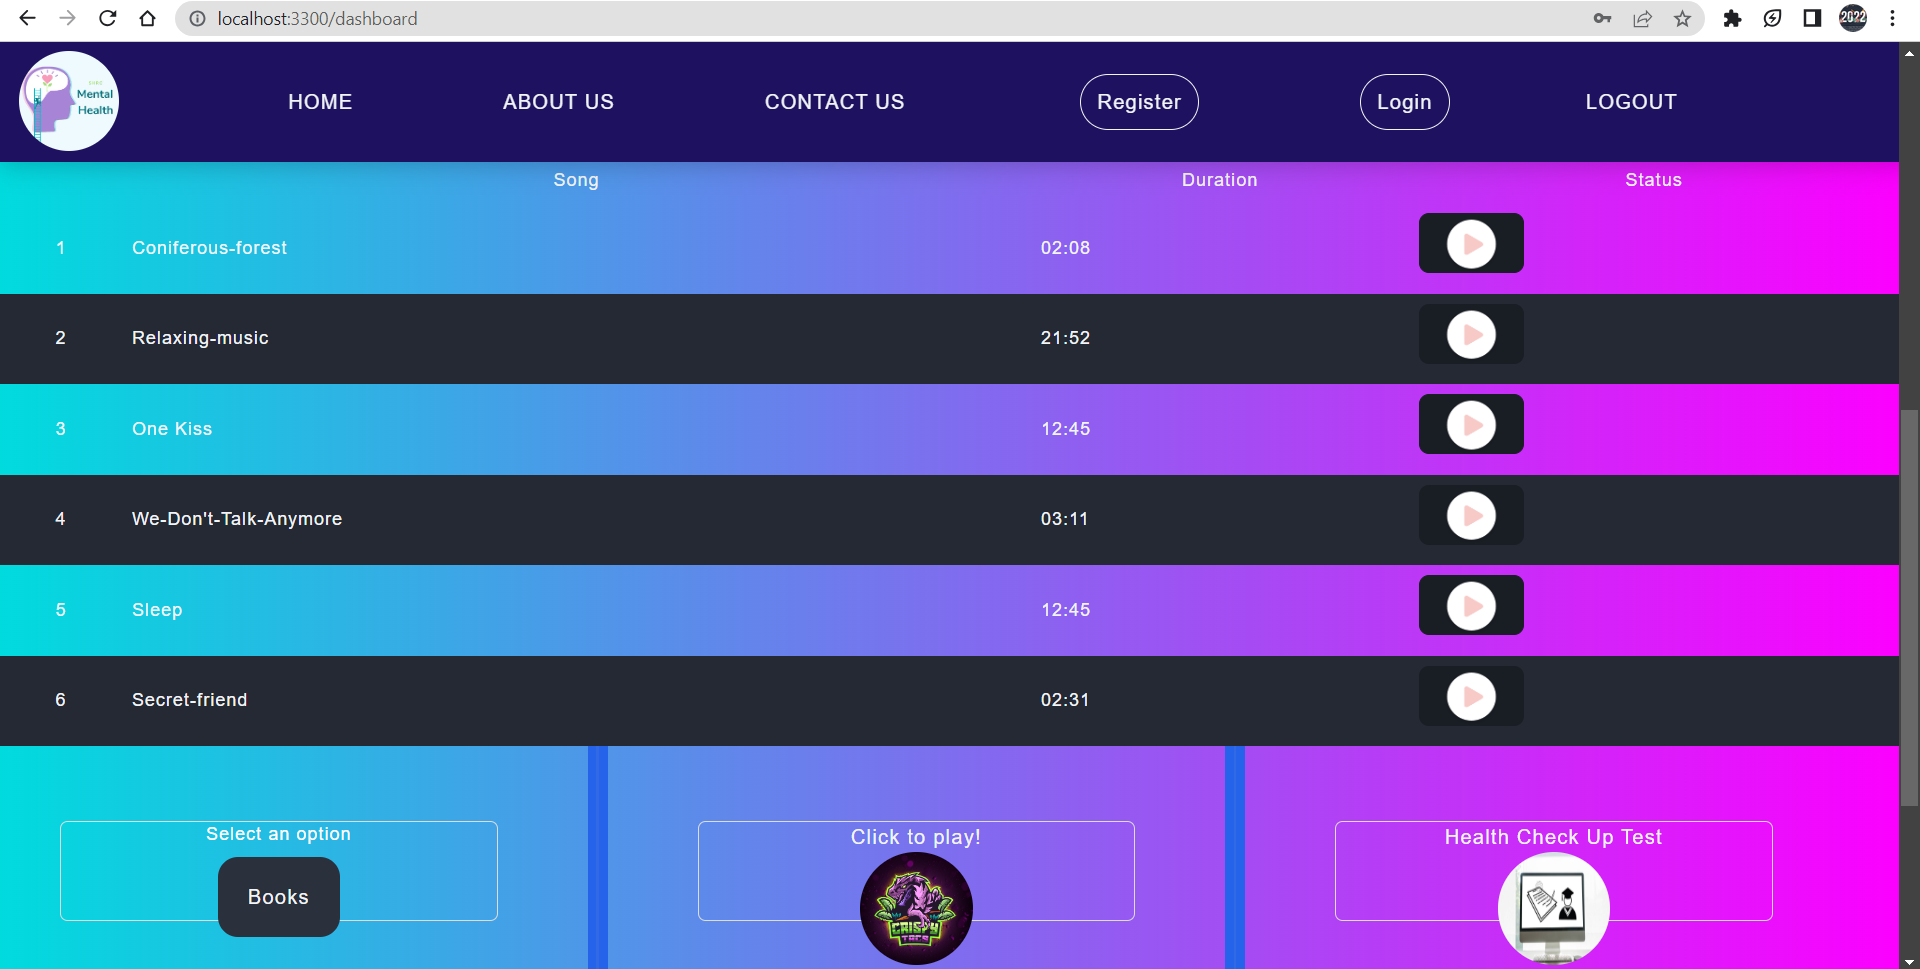 localhost:3300/dashboard
2022
Mental
Health
HOME
ABOUT US
CONTACT US
Register
Login
LOGOUT
Song
Duration
Status
1 Coniferous-forest 02:08
2 Relaxing-music 21:52
3 One Kiss 12:45
4 We-Don't-Talk-Anymore 03:11
5 Sleep 12:45
6 Secret-friend 02:31
Select an option
Books
Click to play!
CRISPY
TACS
Health Check Up Test